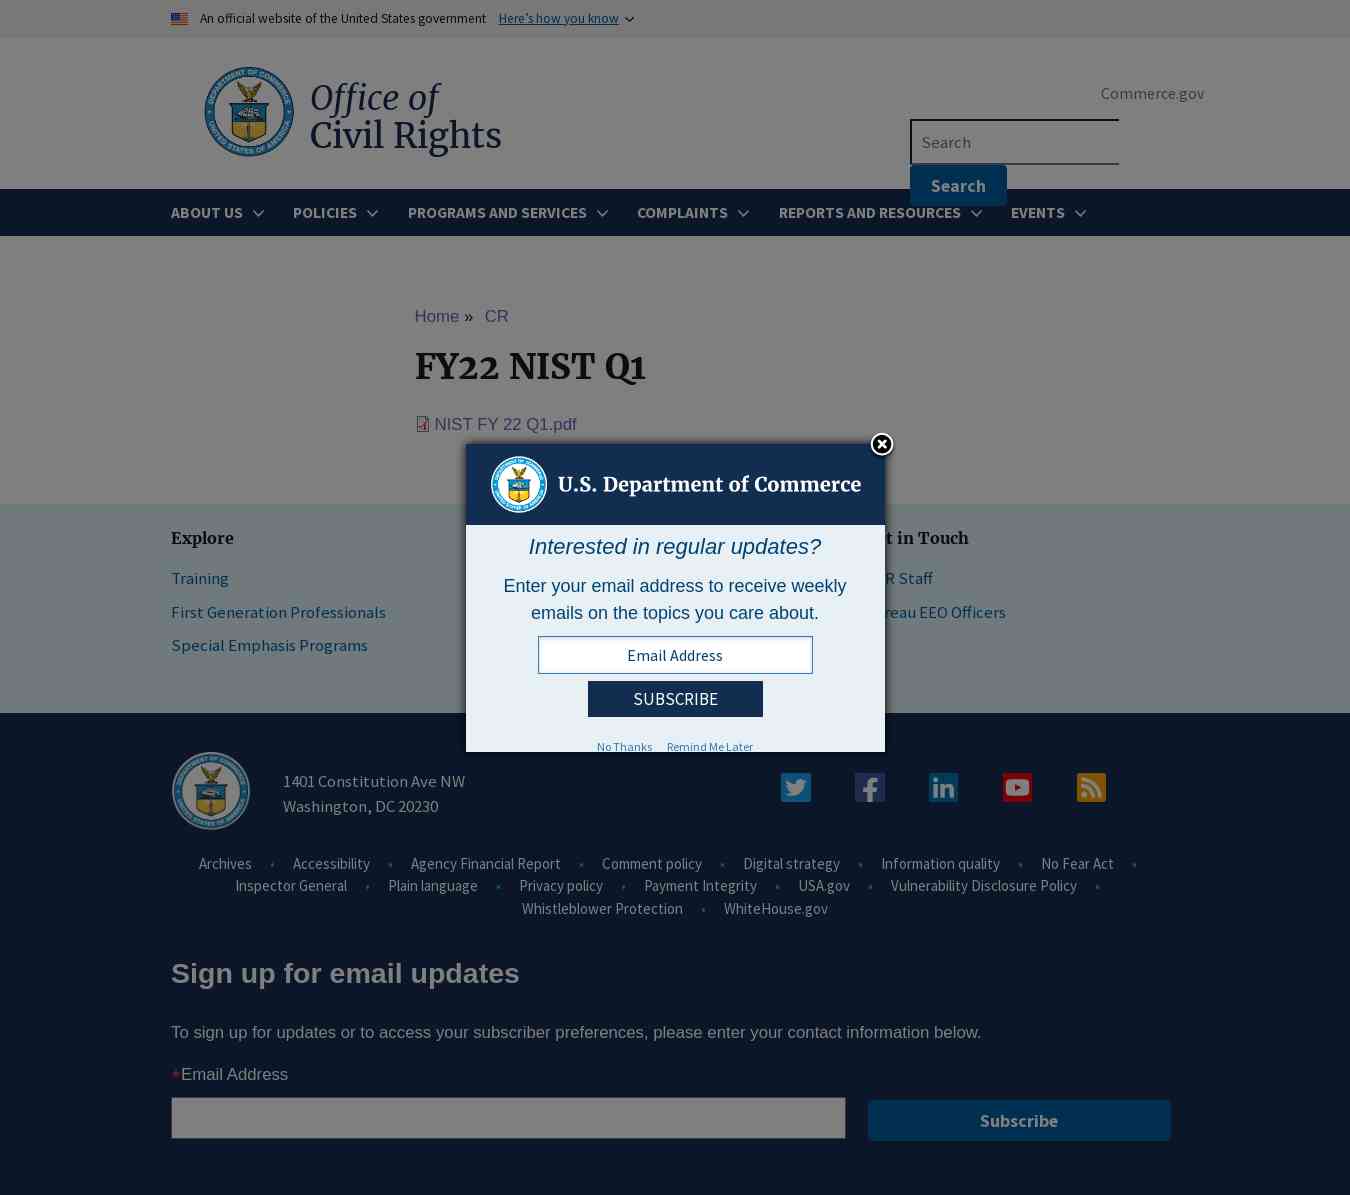 An official website of the United States government Here's how you know
Office of
Civil Rights
Commerce.gov
Search
Search
ABOUT US POLICIES PROGRAMS AND SERVICES COMPLAINTS REPORTS AND RESOURCES EVENTS
Home » CR
FY22 NIST Q1
NIST FY 22 Q1.pdf
U.S. Department of Commerce
Interested in regular updates?
Enter your email address to receive weekly
emails on the topics you care about.
Email Address
SUBSCRIBE
No Thanks Remind Me Later
Explore
Training
First Generation Professionals
Special Emphasis Programs
t in Touch
R Staff
reau EEO Officers
1401 Constitution Ave NW
Washington, DC 20230
Archives • Accessibility • Agency Financial Report • Comment policy • Digital strategy • Information quality • No Fear Act •
Inspector General • Plain language • Privacy policy • Payment Integrity • USA.gov • Vulnerability Disclosure Policy •
Whistleblower Protection • WhiteHouse.gov
Sign up for email updates
To sign up for updates or to access your subscriber preferences, please enter your contact information below.
*Email Address
Subscribe